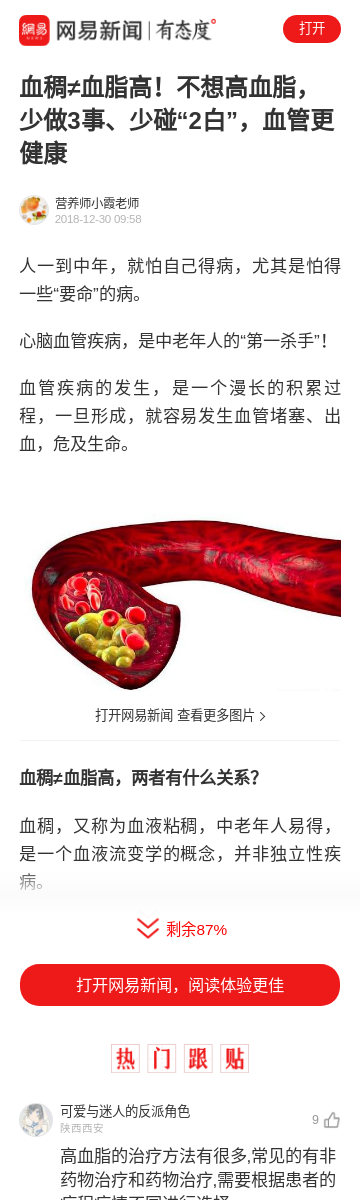 網易
NEWS
网易新闻 | 有态度°
打开
血稠≠血脂高！不想高血脂，
少做3事、少碰“2白”，血管更
健康
营养师小霞老师
2018-12-30 09:58
人一到中年，就怕自己得病，尤其是怕得
一些“要命”的病。
心脑血管疾病，是中老年人的“第一杀手”！
血管疾病的发生，是一个漫长的积累过
程，一旦形成，就容易发生血管堵塞、出
血，危及生命。
打开网易新闻 查看更多图片
血稠≠血脂高，两者有什么关系？
血稠，又称为血液粘稠，中老年人易得，
是一个血液流变学的概念，并非独立性疾
病。
剩余87%
打开网易新闻，阅读体验更佳
热门跟贴
可爱与迷人的反派角色
9
陕西西安
高血脂的治疗方法有很多,常见的有非
药物治疗和药物治疗,需要根据患者的